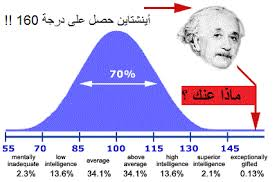 أينشتاين حصل على درجة 160 !!
70%
ماذا عنك ؟
55 70 85 100 115 130 145
mentally inadequate low intelligence average above average high intelligence superior intelligence exceptionally gifted
2.3% 13.6% 34.1% 34.1% 13.6% 2.1% 0.13%